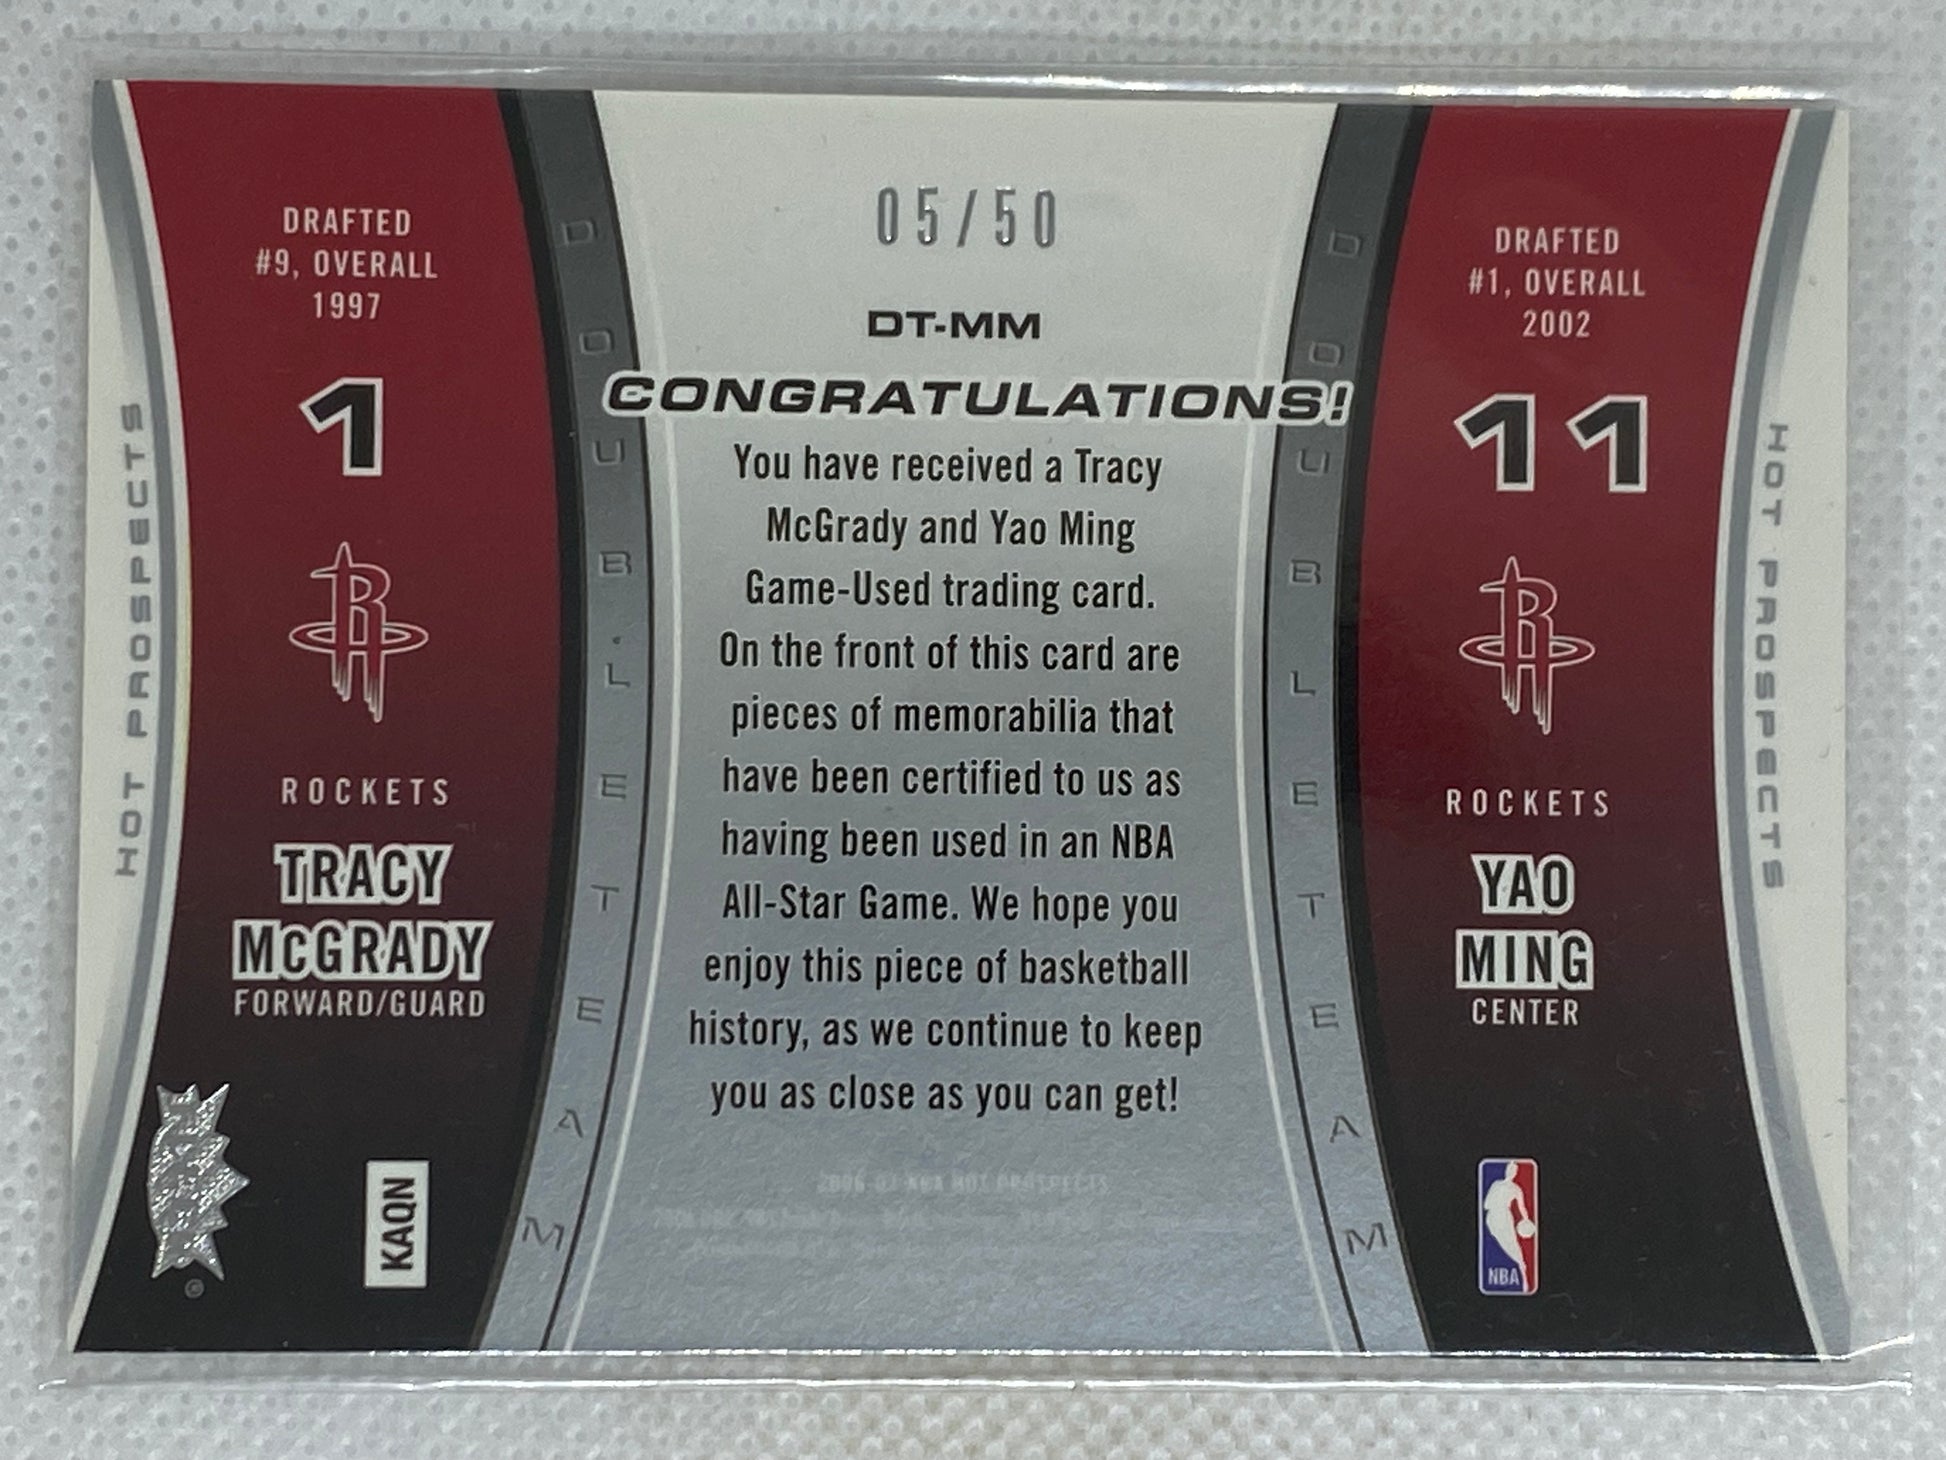 HOT PROSPECTS
DRAFTED
#9, OVERALL
1997
1
ROCKETS
TRACY
McGRADY
FORWARD/GUARD
KAQN
DOUBLE TEAM
05/50
DT-MM
CONGRATULATIONS!
You have received a Tracy
McGrady and Yao Ming
Game-Used trading card.
On the front of this card are
pieces of memorabilia that
have been certified to us as
having been used in an NBA
All-Star Game. We hope you
enjoy this piece of basketball
history, as we continue to keep
you as close as you can get!
NBA HOT PROSPECTS
DOUBLE TEAM
DRAFTED
#1, OVERALL
2002
11
ROCKETS
YAO
MING
CENTER
NBA
HOT PROSPECTS